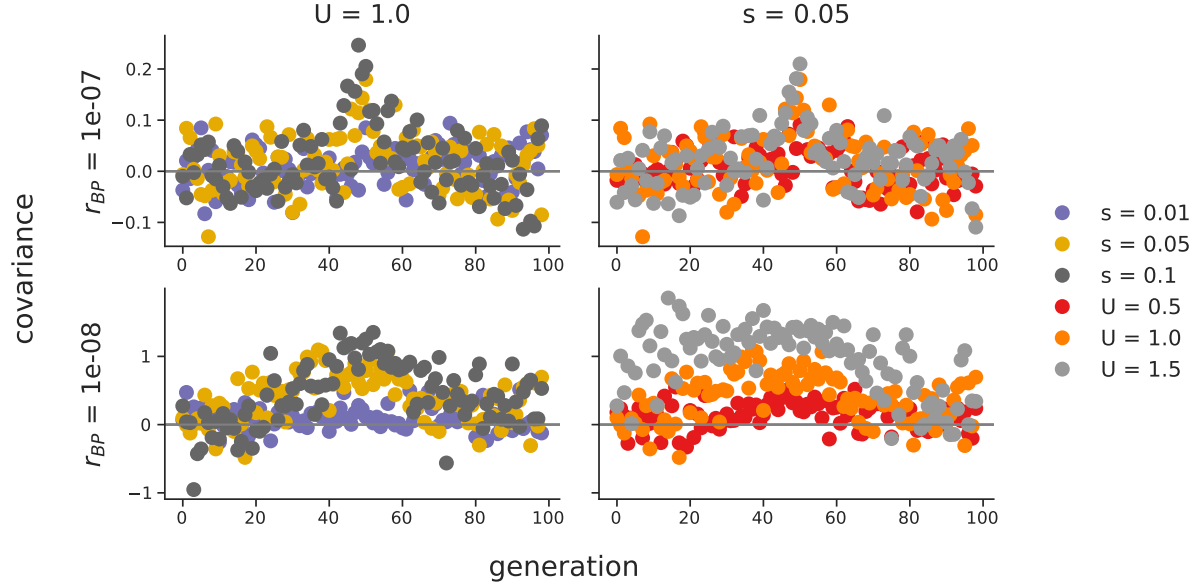 U = 1.0
s = 0.05
covariance
r_BP = 1e-07
0.2
0.1
0.0
−0.1
0 20 40 60 80 100
0 20 40 60 80 100
r_BP = 1e-08
1
0
−1
0 20 40 60 80 100
0 20 40 60 80 100
generation
s = 0.01
s = 0.05
s = 0.1
U = 0.5
U = 1.0
U = 1.5